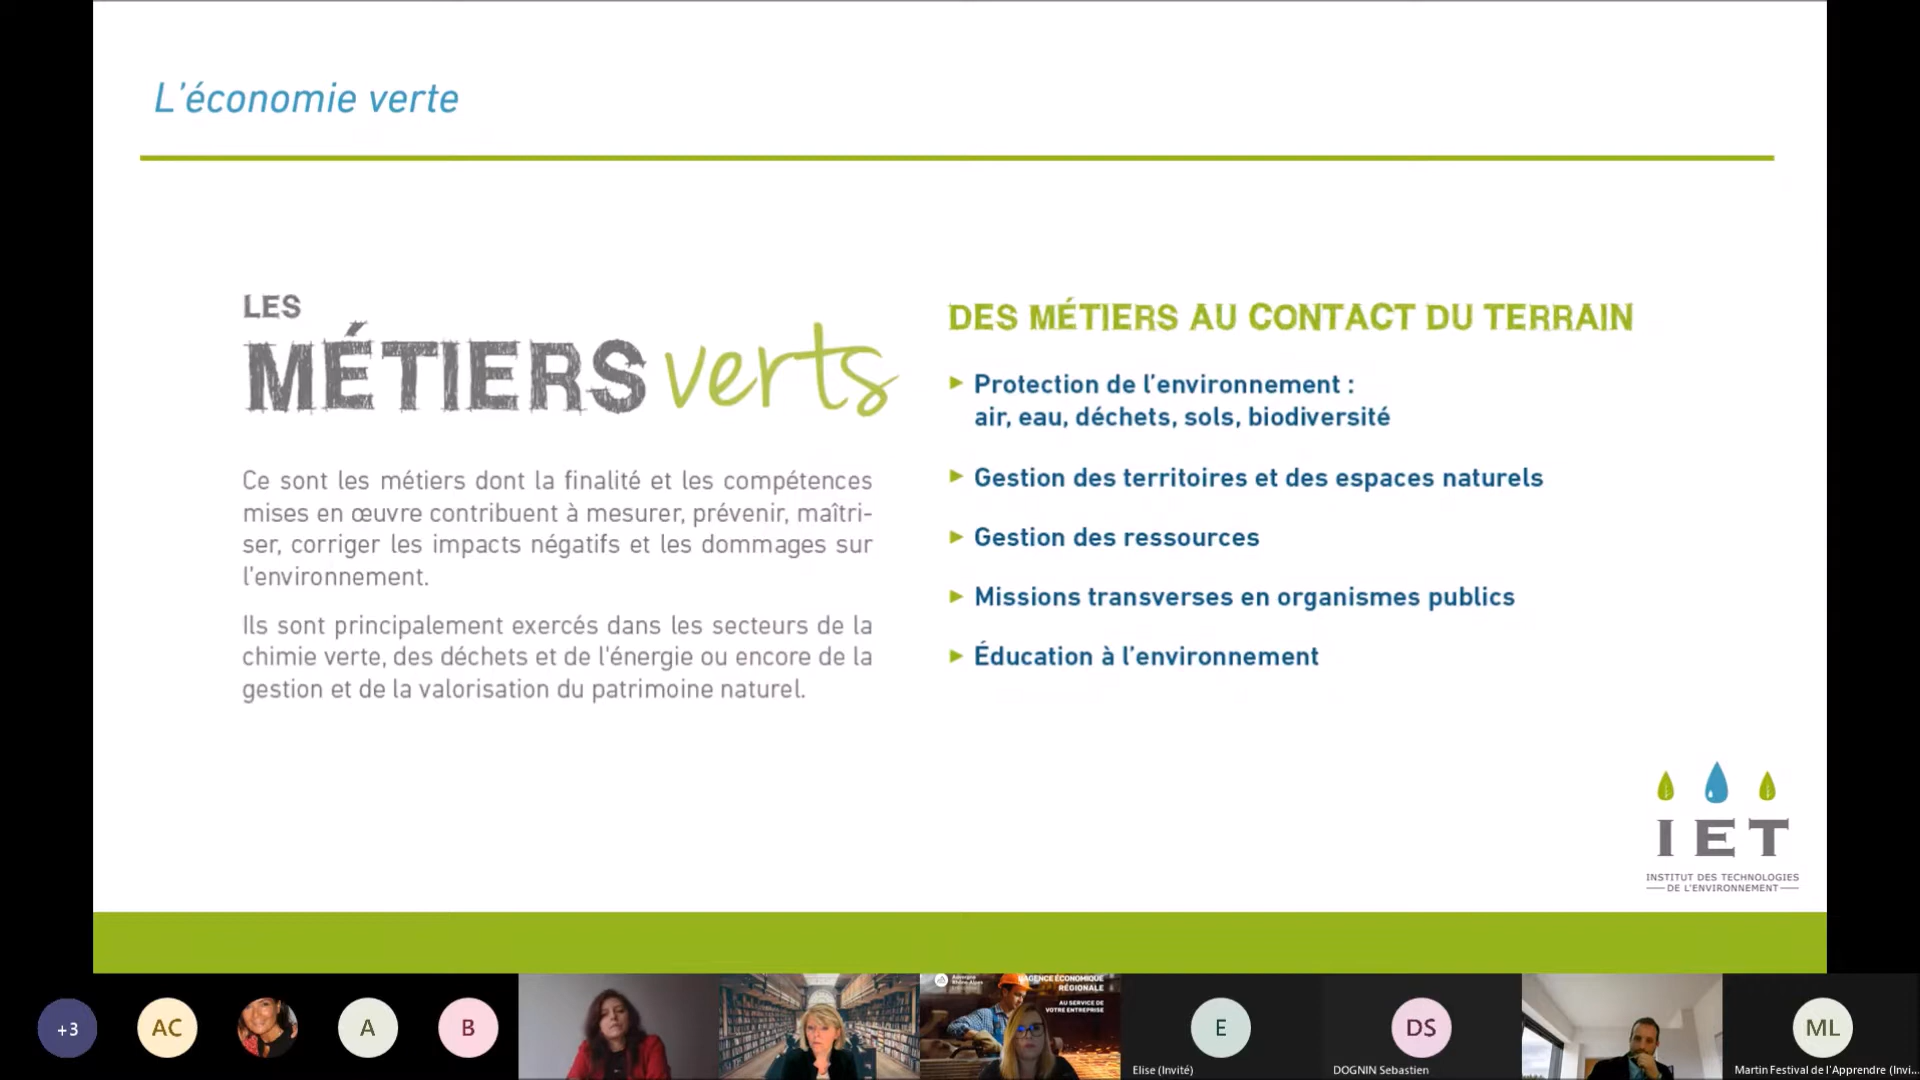 L'économie verte
LES
MÉTIERS verts
Ce sont les métiers dont la finalité et les compétences
mises en œuvre contribuent à mesurer, prévenir, maîtri-
ser, corriger les impacts négatifs et les dommages sur
l'environnement.
Ils sont principalement exercés dans les secteurs de la
chimie verte, des déchets et de l'énergie ou encore de la
gestion et de la valorisation du patrimoine naturel.
DES MÉTIERS AU CONTACT DU TERRAIN
Protection de l'environnement :
air, eau, déchets, sols, biodiversité
Gestion des territoires et des espaces naturels
Gestion des ressources
Missions transverses en organismes publics
Éducation à l'environnement
IET
INSTITUT DES TECHNOLOGIES
DE L'ENVIRONNEMENT
+3
AC
A
B
AGENCE ÉCONOMIQUE
RÉGIONALE
AU SERVICE DE
VOTRE ENTREPRISE
E
Elise (Invité)
DS
DOGNIN Sebastien
ML
Martin Festival de l'Apprendre (Invi...